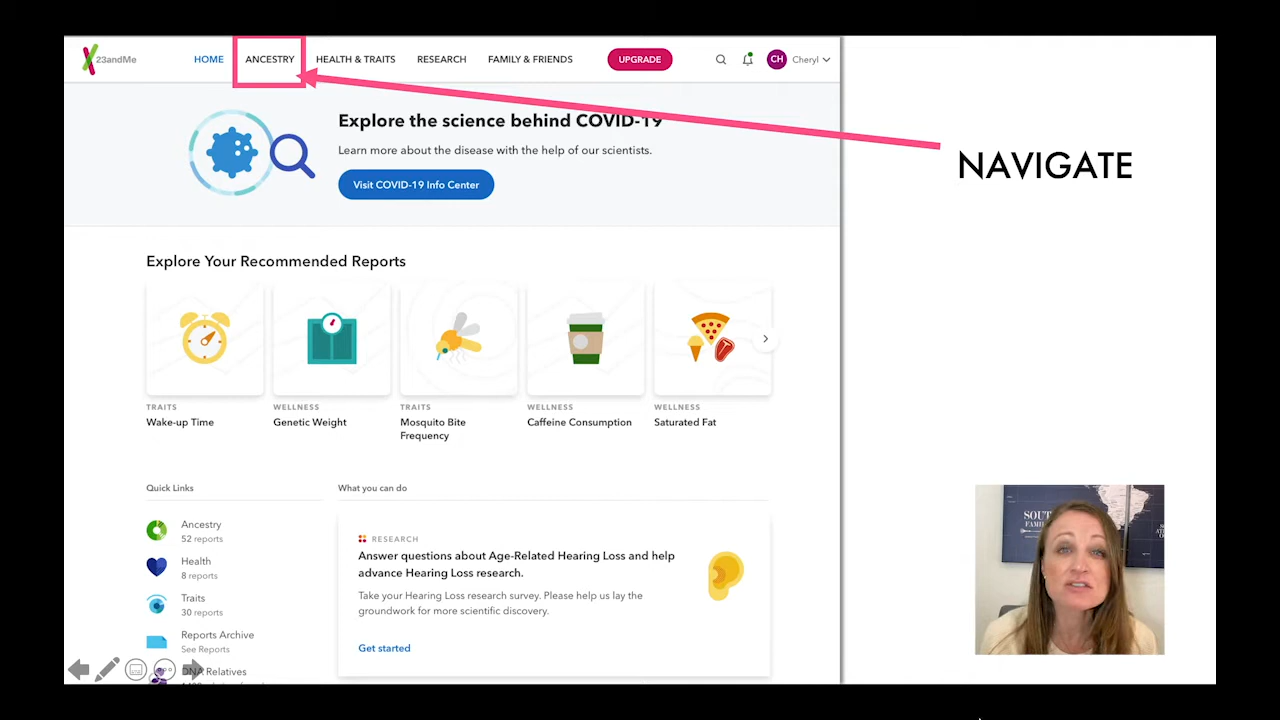 23andMe
HOME
ANCESTRY
HEALTH & TRAITS
RESEARCH
FAMILY & FRIENDS
UPGRADE
CH
Cheryl
Explore the science behind COVID-19
Learn more about the disease with the help of our scientists.
Visit COVID-19 Info Center
NAVIGATE
Explore Your Recommended Reports
TRAITS
Wake-up Time
WELLNESS
Genetic Weight
TRAITS
Mosquito Bite
Frequency
WELLNESS
Caffeine Consumption
WELLNESS
Saturated Fat
Quick Links
Ancestry
52 reports
Health
8 reports
Traits
30 reports
Reports Archive
See Reports
DNA Relatives
What you can do
RESEARCH
Answer questions about Age-Related Hearing Loss and help
advance Hearing Loss research.
Take your Hearing Loss research survey. Please help us lay the
groundwork for more scientific discovery.
Get started